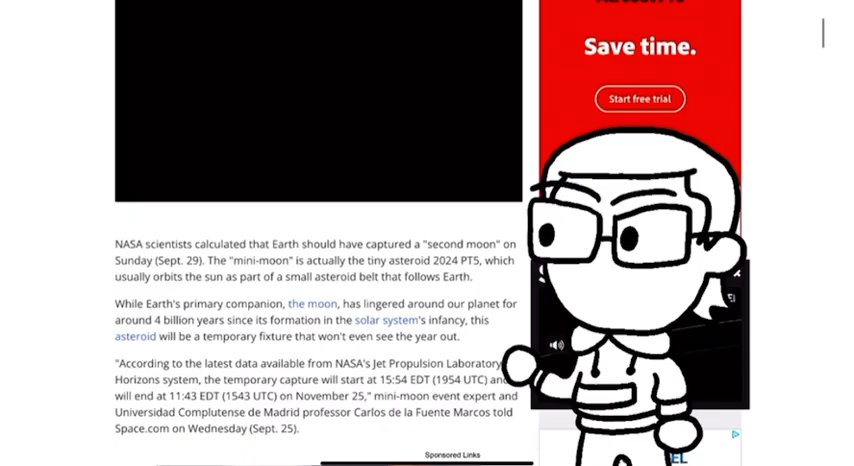 Save time.
Start free trial
NASA scientists calculated that Earth should have captured a "second moon" on
Sunday (Sept. 29). The "mini-moon" is actually the tiny asteroid 2024 PT5, which
usually orbits the sun as part of a small asteroid belt that follows Earth.
While Earth's primary companion, the moon, has lingered around our planet for
around 4 billion years since its formation in the solar system's infancy, this
asteroid will be a temporary fixture that won't even see the year out.
"According to the latest data available from NASA's Jet Propulsion Laboratory
Horizons system, the temporary capture will start at 15:54 EDT (1954 UTC) and
will end at 11:43 EDT (1543 UTC) on November 25," mini-moon event expert and
Universidad Complutense de Madrid professor Carlos de la Fuente Marcos told
Space.com on Wednesday (Sept. 25).
Sponsored Links